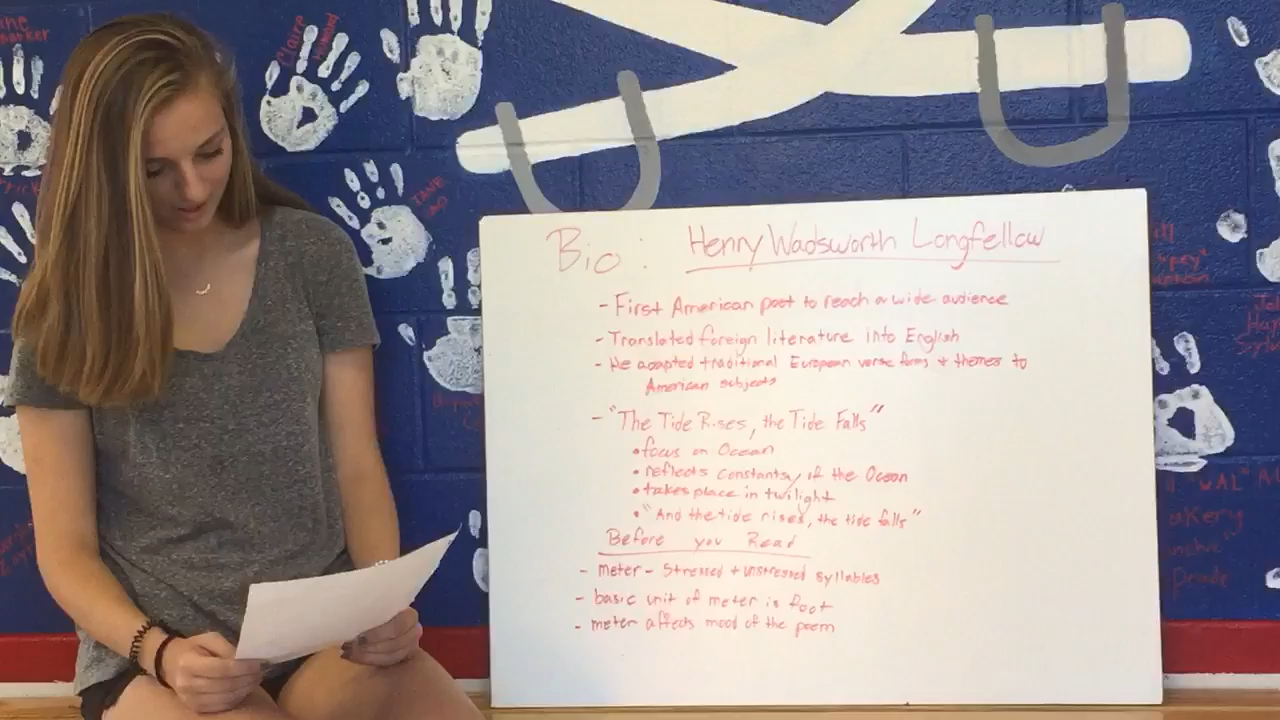 Claire
Bio: Henry Wadsworth Longfellow
- First American poet to reach a wide audience
- Translated foreign literature into English
- He adapted traditional European verse forms + themes to
American subjects
- "The Tide Rises, the Tide Falls"
• focus on Ocean
• reflects constantsy of the Ocean
• takes place in twilight
• "And the tide rises, the tide falls"
Before you Read
- meter - Stressed + unstressed syllables
- basic unit of meter is foot
- meter affects mood of the poem